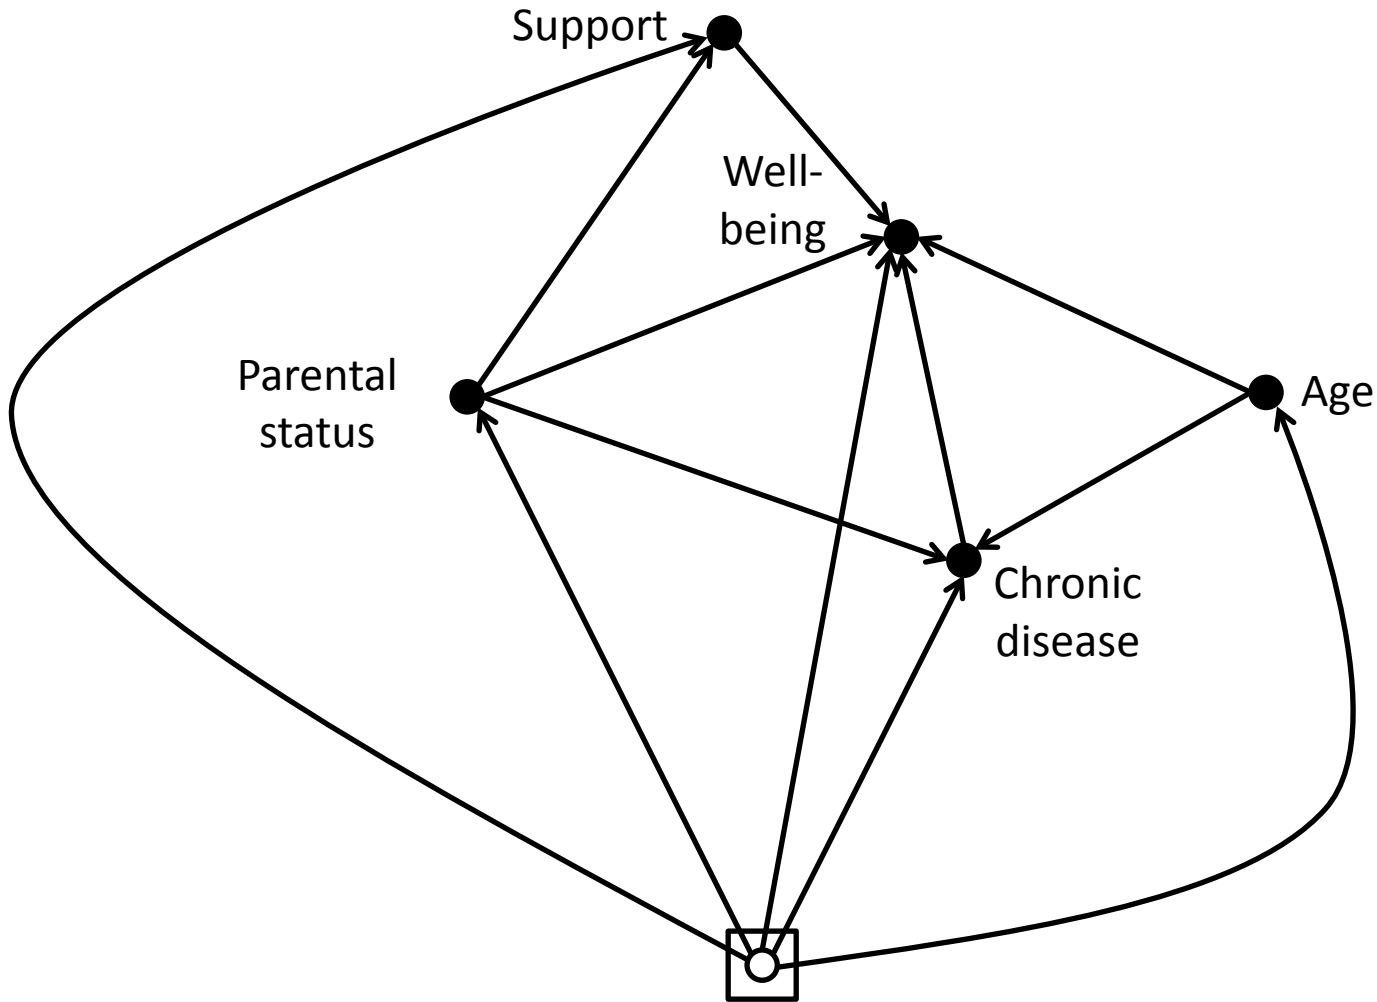 Support
Well-
being
Parental
status
Age
Chronic
disease